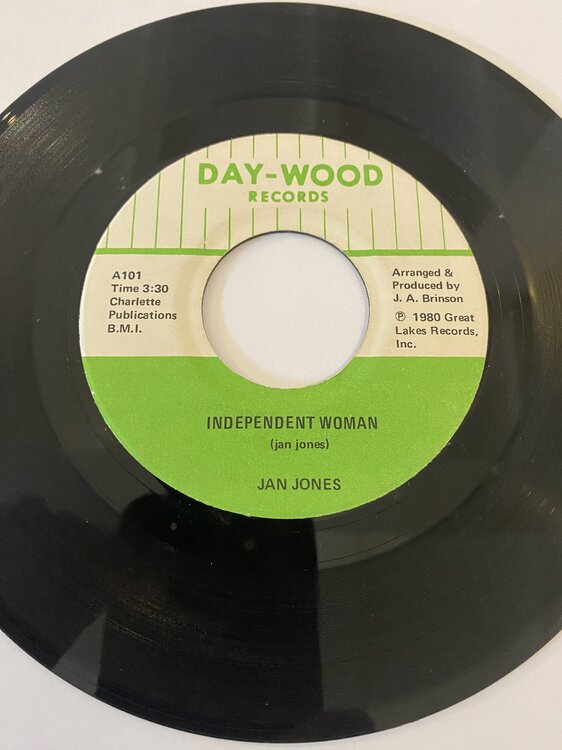 DAY-WOOD
RECORDS
A101
Time 3:30
Charlette
Publications
B.M.I.
Arranged &
Produced by
J. A. Brinson
℗ 1980 Great
Lakes Records,
Inc.
INDEPENDENT WOMAN
(jan jones)
JAN JONES